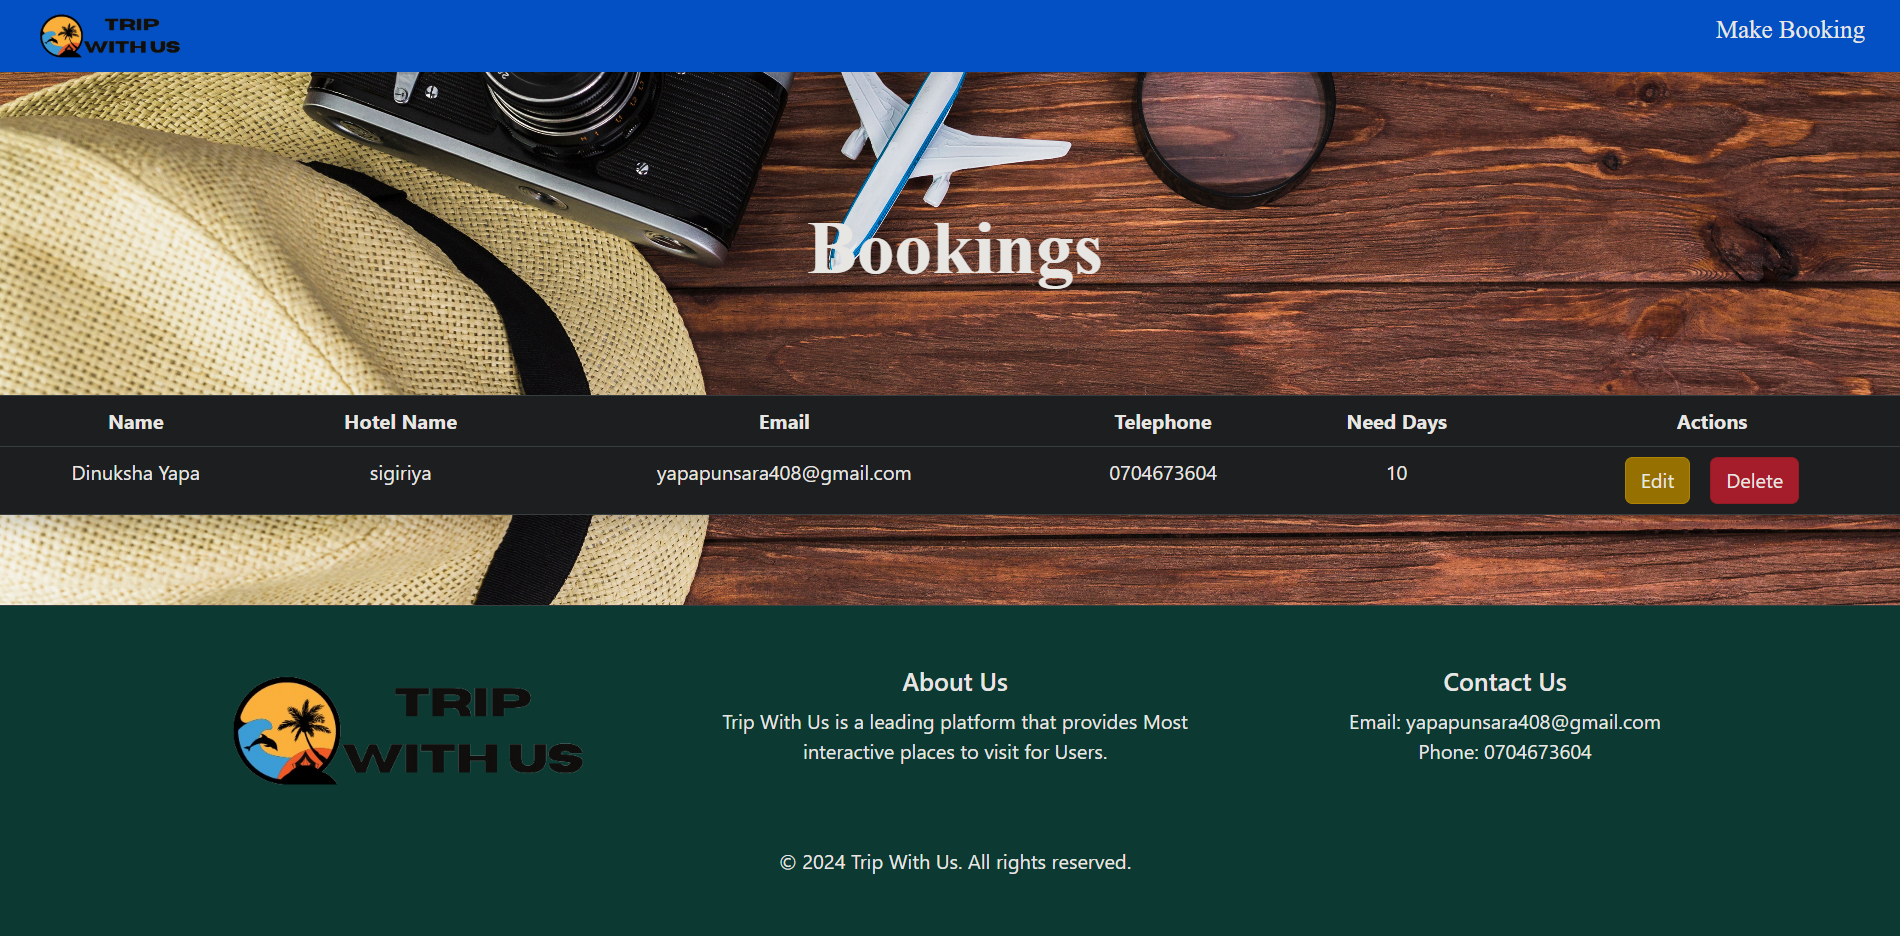 TRIP
WITH US
Make Booking
Bookings
Name Hotel Name Email Telephone Need Days Actions
Dinuksha Yapa sigiriya yapapunsara408@gmail.com 0704673604 10 Edit Delete
TRIP
WITH US
About Us
Trip With Us is a leading platform that provides Most
interactive places to visit for Users.
Contact Us
Email: yapapunsara408@gmail.com
Phone: 0704673604
© 2024 Trip With Us. All rights reserved.